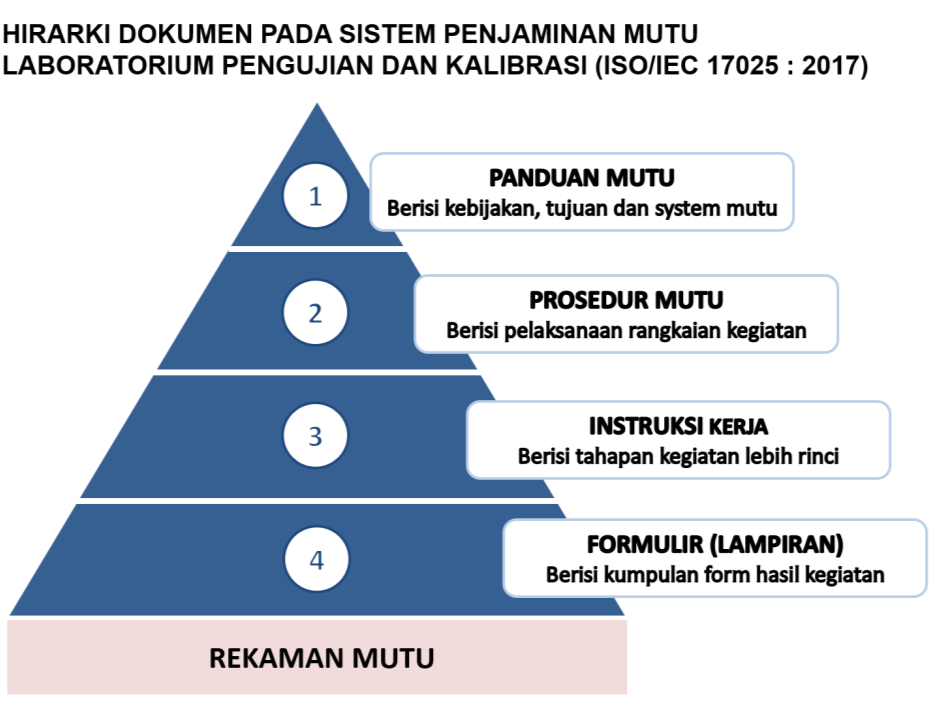 HIRARKI DOKUMEN PADA SISTEM PENJAMINAN MUTU
LABORATORIUM PENGUJIAN DAN KALIBRASI (ISO/IEC 17025 : 2017)
1
PANDUAN MUTU
Berisi kebijakan, tujuan dan system mutu
2
PROSEDUR MUTU
Berisi pelaksanaan rangkaian kegiatan
3
INSTRUKSI KERJA
Berisi tahapan kegiatan lebih rinci
4
FORMULIR (LAMPIRAN)
Berisi kumpulan form hasil kegiatan
REKAMAN MUTU